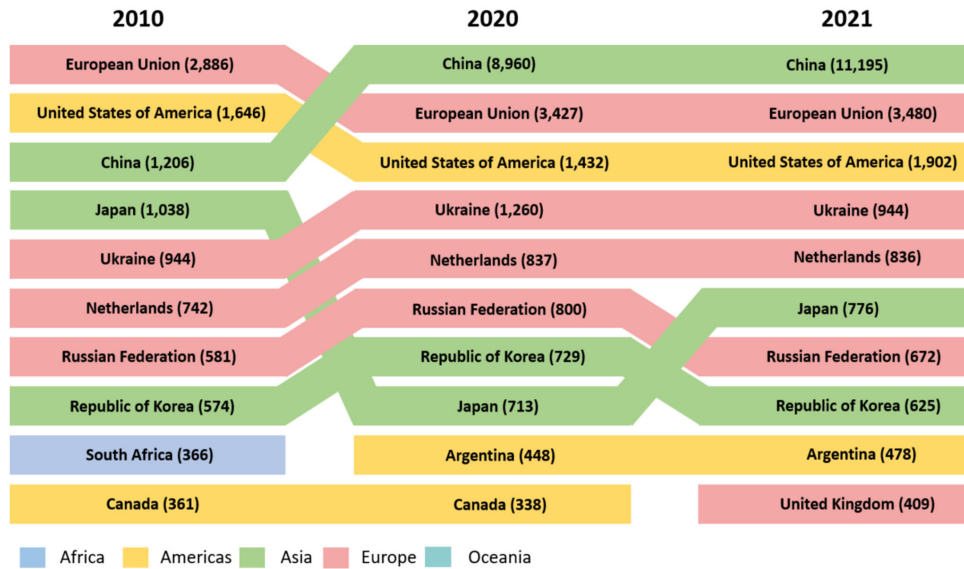 2010 2020 2021
European Union (2,886) China (8,960) China (11,195)
United States of America (1,646) European Union (3,427) European Union (3,480)
China (1,206) United States of America (1,432) United States of America (1,902)
Japan (1,038) Ukraine (1,260) Ukraine (944)
Ukraine (944) Netherlands (837) Netherlands (836)
Netherlands (742) Russian Federation (800) Japan (776)
Russian Federation (581) Republic of Korea (729) Russian Federation (672)
Republic of Korea (574) Japan (713) Republic of Korea (625)
South Africa (366) Argentina (448) Argentina (478)
Canada (361) Canada (338) United Kingdom (409)
Africa Americas Asia Europe Oceania